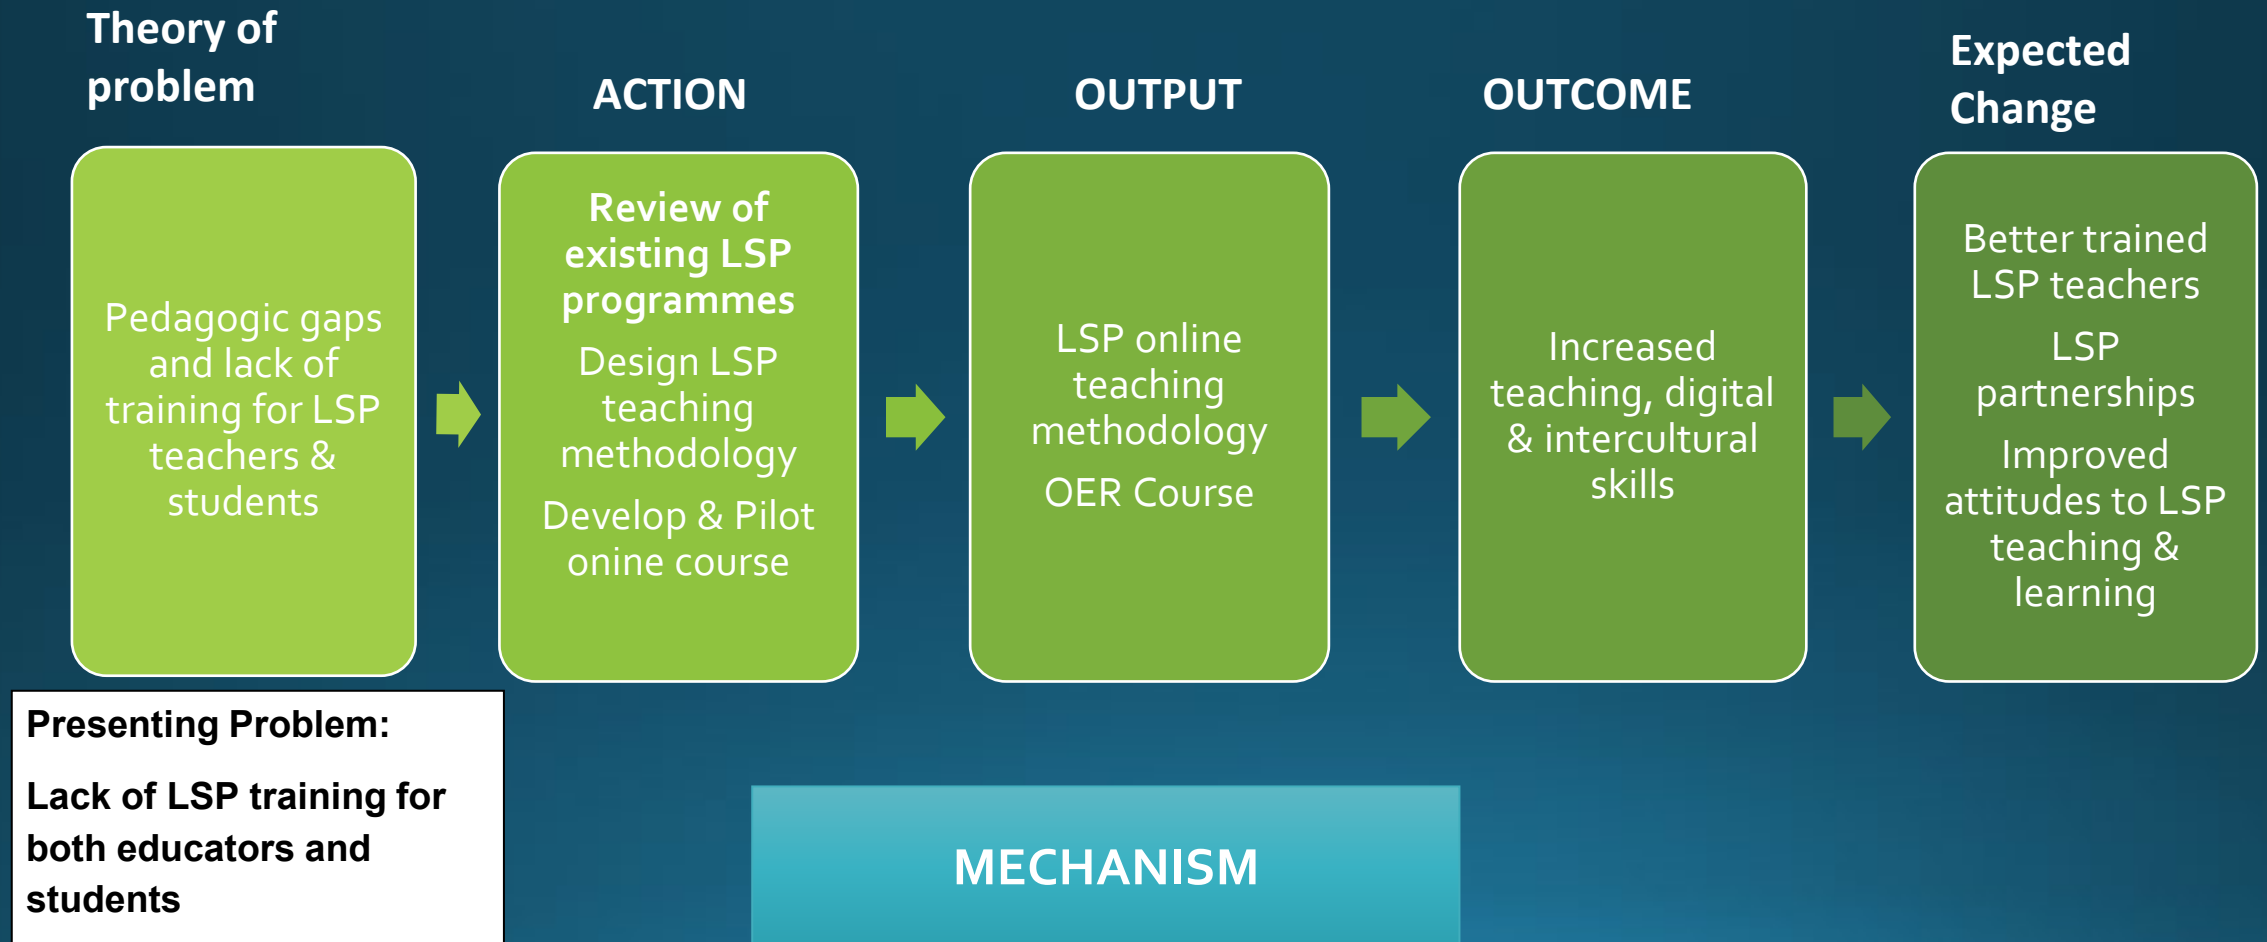 Theory of
problem
ACTION
OUTPUT
OUTCOME
Expected
Change
Pedagogic gaps
and lack of
training for LSP
teachers &
students
Review of
existing LSP
programmes
Design LSP
teaching
methodology
Develop & Pilot
onine course
LSP online
teaching
methodology
OER Course
Increased
teaching, digital
& intercultural
skills
Better trained
LSP teachers
LSP
partnerships
Improved
attitudes to LSP
teaching &
learning
Presenting Problem:
Lack of LSP training for
both educators and
students
MECHANISM